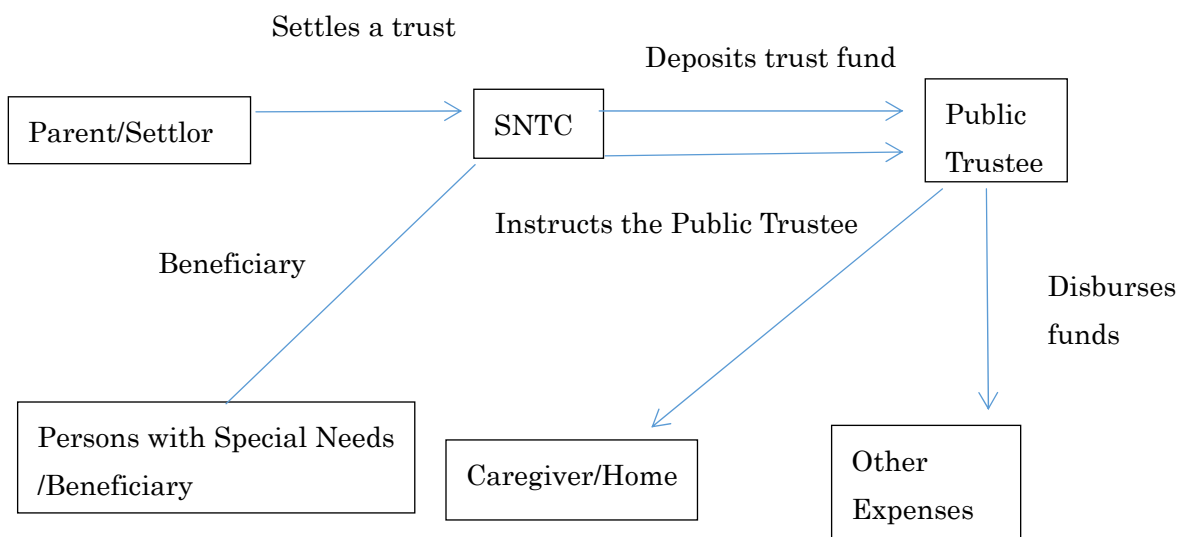 Settles a trust
Deposits trust fund
Parent/Settlor
SNTC
Public
Trustee
Instructs the Public Trustee
Beneficiary
Disburses
funds
Persons with Special Needs
/Beneficiary
Caregiver/Home
Other
Expenses